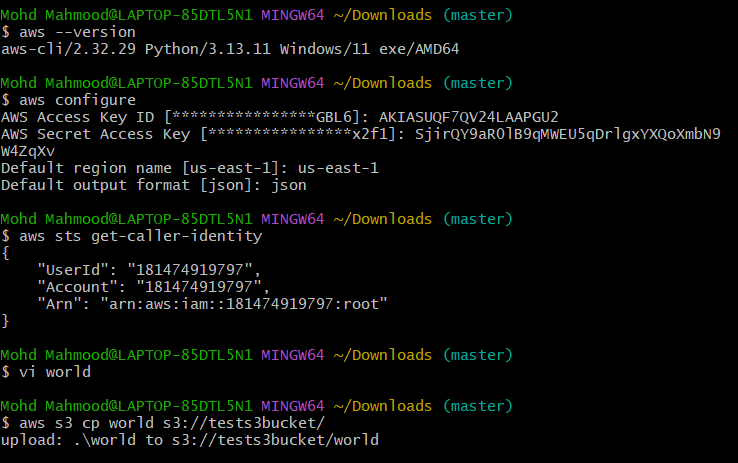 Mohd Mahmood@LAPTOP-85DTL5N1 MINGW64 ~/Downloads (master)
$ aws --version
aws-cli/2.32.29 Python/3.13.11 Windows/11 exe/AMD64
Mohd Mahmood@LAPTOP-85DTL5N1 MINGW64 ~/Downloads (master)
$ aws configure
AWS Access Key ID [****************GBL6]: AKIASUQF7QV24LAAPGU2
AWS Secret Access Key [****************x2f1]: SjirQY9aROlB9qMWEU5qDrlgxYXQoXmbN9
W4ZqXv
Default region name [us-east-1]: us-east-1
Default output format [json]: json
Mohd Mahmood@LAPTOP-85DTL5N1 MINGW64 ~/Downloads (master)
$ aws sts get-caller-identity
{
    "UserId": "181474919797",
    "Account": "181474919797",
    "Arn": "arn:aws:iam::181474919797:root"
}
Mohd Mahmood@LAPTOP-85DTL5N1 MINGW64 ~/Downloads (master)
$ vi world
Mohd Mahmood@LAPTOP-85DTL5N1 MINGW64 ~/Downloads (master)
$ aws s3 cp world s3://tests3bucket/
upload: .\world to s3://tests3bucket/world